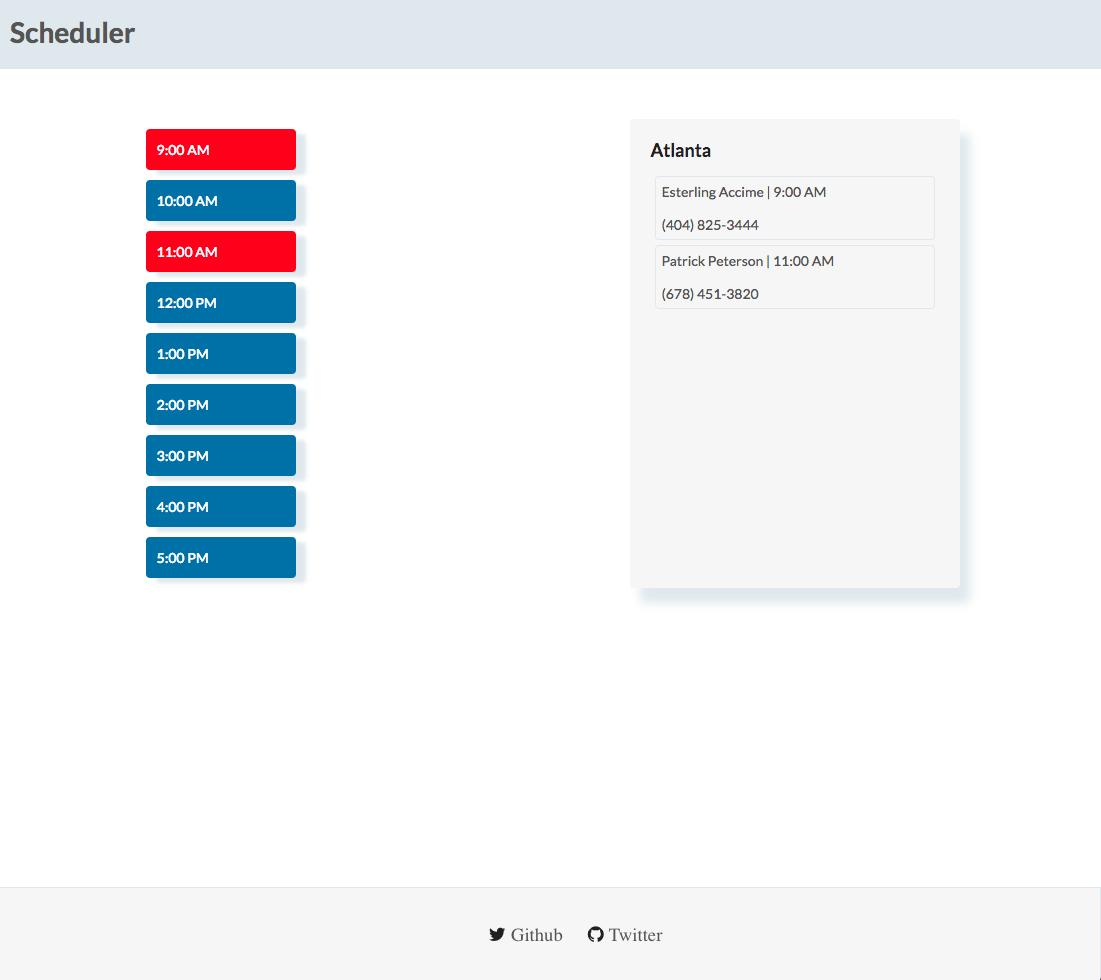 Scheduler
9:00 AM
10:00 AM
11:00 AM
12:00 PM
1:00 PM
2:00 PM
3:00 PM
4:00 PM
5:00 PM
Atlanta
Esterling Accime | 9:00 AM
(404) 825-3444
Patrick Peterson | 11:00 AM
(678) 451-3820
Github Twitter